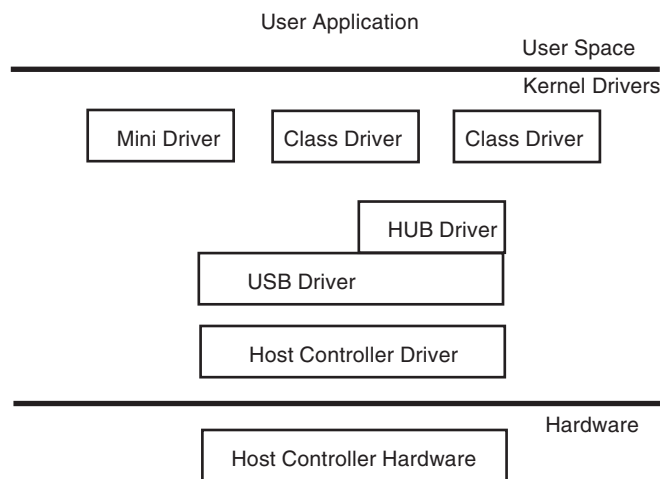 User Application
User Space
Kernel Drivers
Mini Driver
Class Driver
Class Driver
HUB Driver
USB Driver
Host Controller Driver
Hardware
Host Controller Hardware